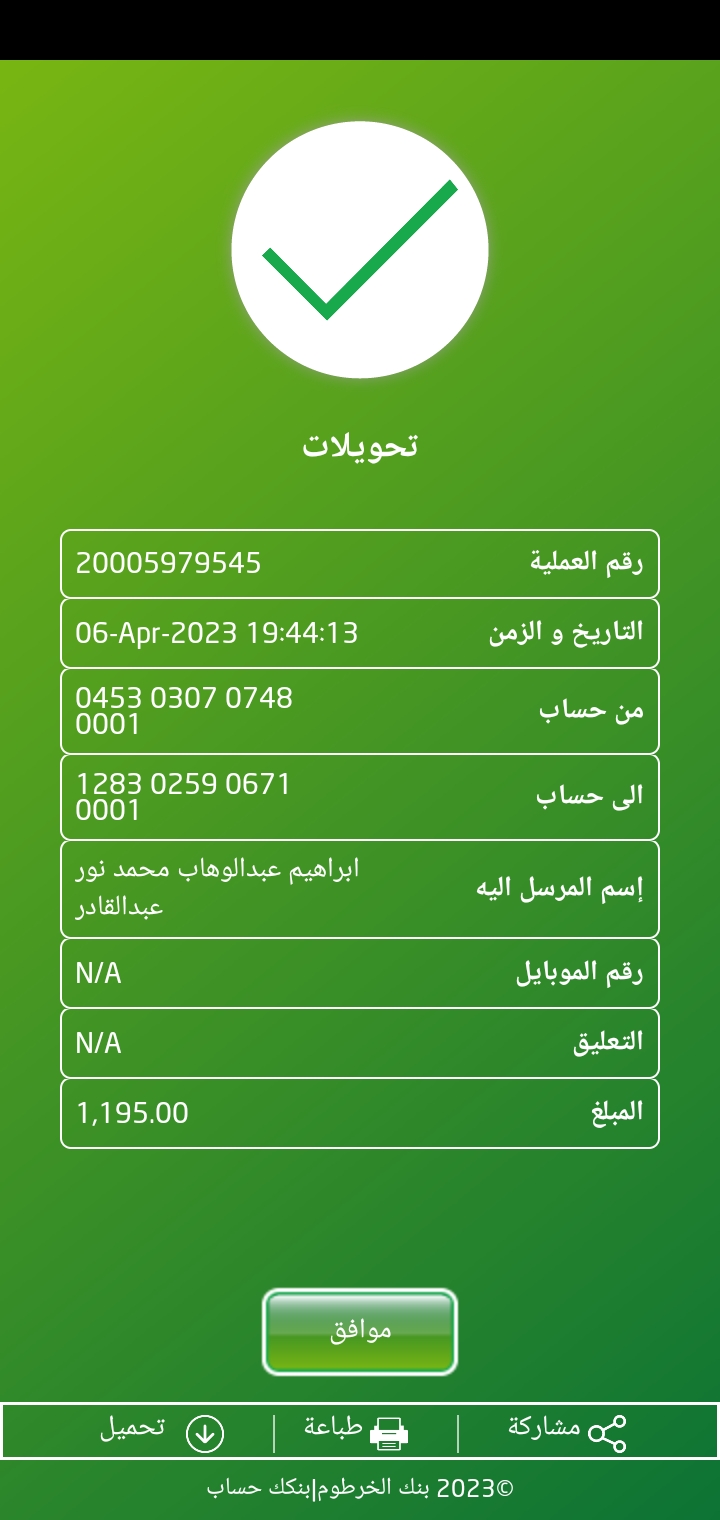 تحويلات
رقم العملية 20005979545
التاريخ و الزمن 06-Apr-2023 19:44:13
من حساب 0453 0307 0748
0001
الى حساب 1283 0259 0671
0001
إسم المرسل اليه ابراهيم عبدالوهاب محمد نور
عبدالقادر
رقم الموبايل N/A
التعليق N/A
المبلغ 1,195.00
موافق
مشاركة طباعة تحميل
©2023 بنك الخرطوم|بنكك حساب